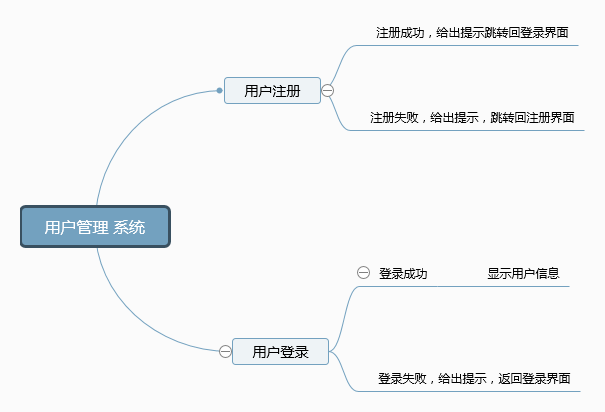 注册成功，给出提示跳转回登录界面
用户注册
注册失败，给出提示，跳转回注册界面
用户管理 系统
登录成功
显示用户信息
用户登录
登录失败，给出提示，返回登录界面